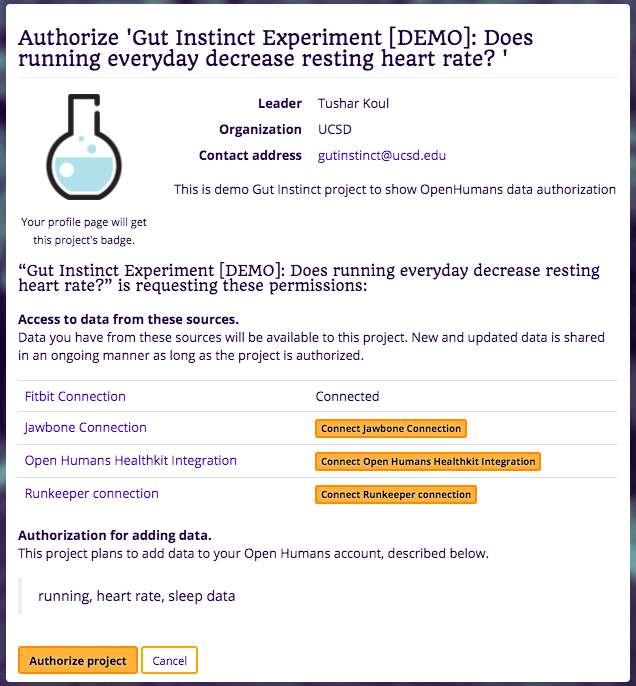 Authorize 'Gut Instinct Experiment [DEMO]: Does
running everyday decrease resting heart rate? '
Leader Tushar Koul
Organization UCSD
Contact address gutinstinct@ucsd.edu
This is demo Gut Instinct project to show OpenHumans data authorization
Your profile page will get
this project's badge.
“Gut Instinct Experiment [DEMO]: Does running everyday decrease resting
heart rate?” is requesting these permissions:
Access to data from these sources.
Data you have from these sources will be available to this project. New and updated data is shared
in an ongoing manner as long as the project is authorized.
Fitbit Connection Connected
Jawbone Connection Connect Jawbone Connection
Open Humans Healthkit Integration Connect Open Humans Healthkit Integration
Runkeeper connection Connect Runkeeper connection
Authorization for adding data.
This project plans to add data to your Open Humans account, described below.
running, heart rate, sleep data
Authorize project Cancel